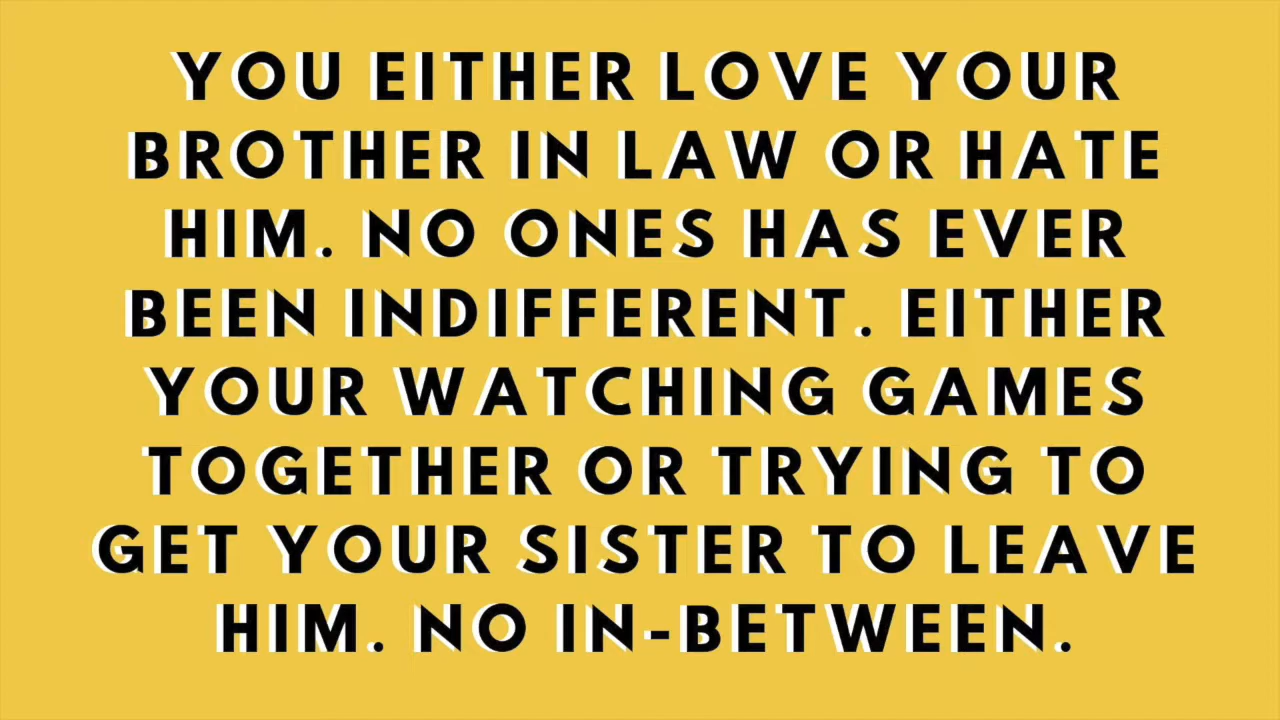 YOU EITHER LOVE YOUR
BROTHER IN LAW OR HATE
HIM. NO ONES HAS EVER
BEEN INDIFFERENT. EITHER
YOUR WATCHING GAMES
TOGETHER OR TRYING TO
GET YOUR SISTER TO LEAVE
HIM. NO IN-BETWEEN.